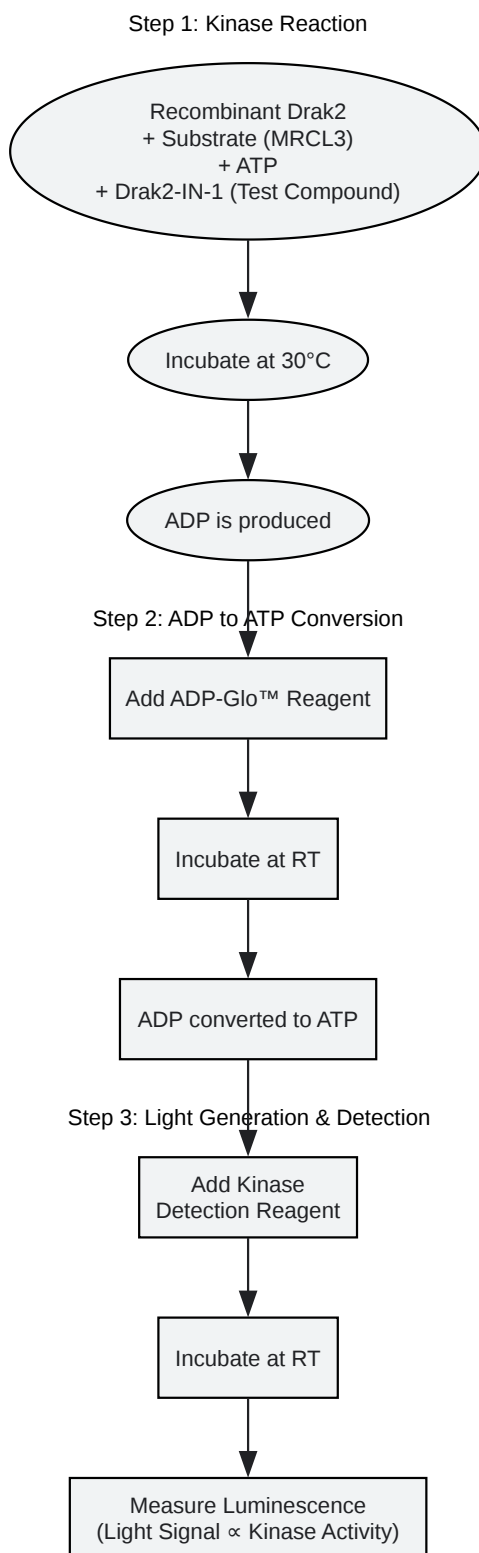 Step 1: Kinase Reaction
Recombinant Drak2
+ Substrate (MRCL3)
+ ATP
+ Drak2-IN-1 (Test Compound)
Incubate at 30°C
ADP is produced
Step 2: ADP to ATP Conversion
Add ADP-Glo™ Reagent
Incubate at RT
ADP converted to ATP
Step 3: Light Generation & Detection
Add Kinase
Detection Reagent
Incubate at RT
Measure Luminescence
(Light Signal ∝ Kinase Activity)